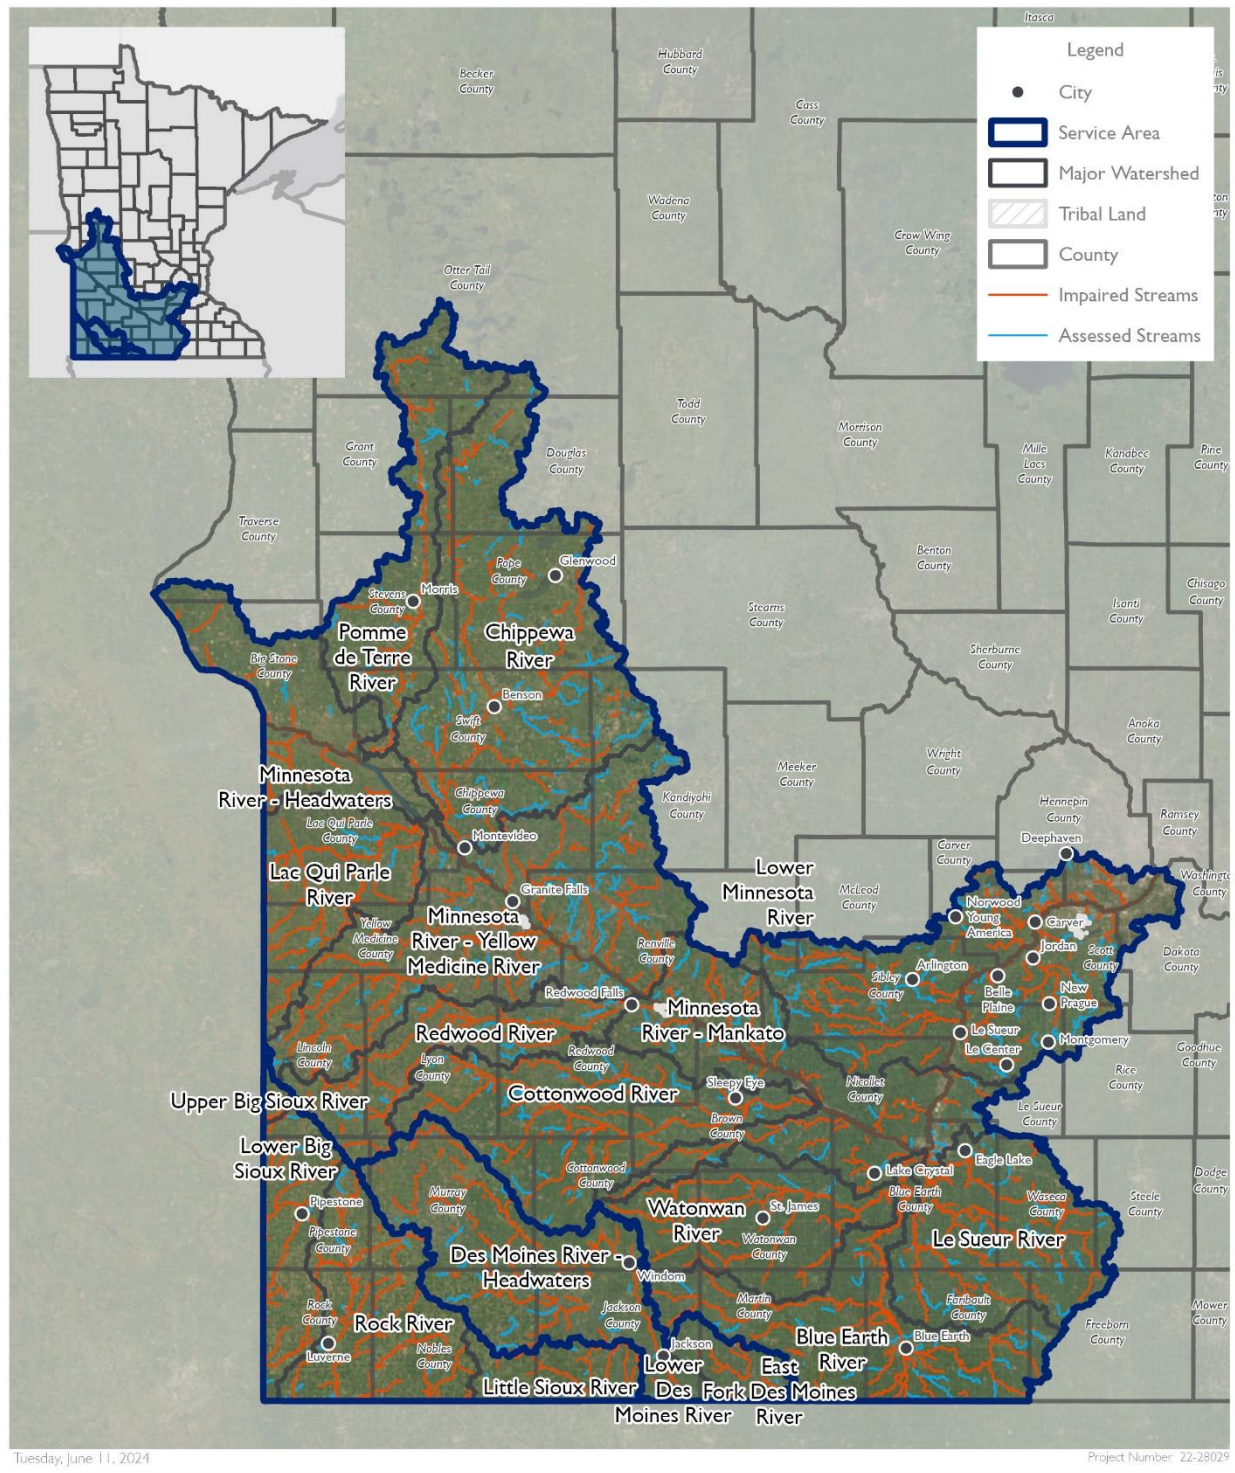 Itasca
Legend
City
Service Area
Major Watershed
Tribal Land
County
Impaired Streams
Assessed Streams
Hubbard
County
Becker
County
Cass
County
Wadena
County
Crow Wing
County
Otter Tail
County
Todd
County
Morrison
County
Grant
County
Douglas
County
Mille
Lacs
County
Kanabec
County
Pine
County
Traverse
County
Benton
County
Pope
County
Glenwood
Stevens
County
Morris
Stearns
County
Isanti
County
Chisago
County
Pomme
de Terre
River
Chippewa
River
Sherburne
County
Big Stone
County
Benson
Swift
County
Anoka
County
Wright
County
Meeker
County
Minnesota
River - Headwaters
Chippewa
County
Kandiyohi
County
Hennepin
County
Ramsey
County
Lac Qui Parle
County
Montevideo
Deephaven
Carver
County
Lac Qui Parle
River
Lower
Minnesota
River
McLeod
County
Washington
County
Granite Falls
Minnesota
River - Yellow
Medicine River
Yellow
Medicine
County
Renville
County
Norwood
Young
America
Carver
Jordan
Scott
County
Dakota
County
Arlington
Sibley
County
Belle
Plaine
New
Prague
Redwood Falls
Minnesota
River - Mankato
Redwood River
Le Sueur
Le Center
Montgomery
Goodhue
County
Rice
County
Lincoln
County
Lyon
County
Redwood
County
Cottonwood River
Sleepy Eye
Nicollet
County
Upper Big Sioux River
Brown
County
Le Sueur
County
Lower Big
Sioux River
Cottonwood
County
Lake Crystal
Eagle Lake
Dodge
County
Pipestone
Pipestone
County
Murray
County
Watonwan
River
St. James
Watonwan
County
Blue Earth
County
Waseca
County
Steele
County
Le Sueur River
Des Moines River -
Headwaters
Windom
Rock
County
Jackson
County
Martin
County
Faribault
County
Freeborn
County
Mower
County
Rock River
Luverne
Nobles
County
Jackson
Blue Earth
River
Blue Earth
Little Sioux River
Lower
Des
Moines River
East
Fork Des Moines
River
Tuesday, June 11, 2024
Project Number 22-28029